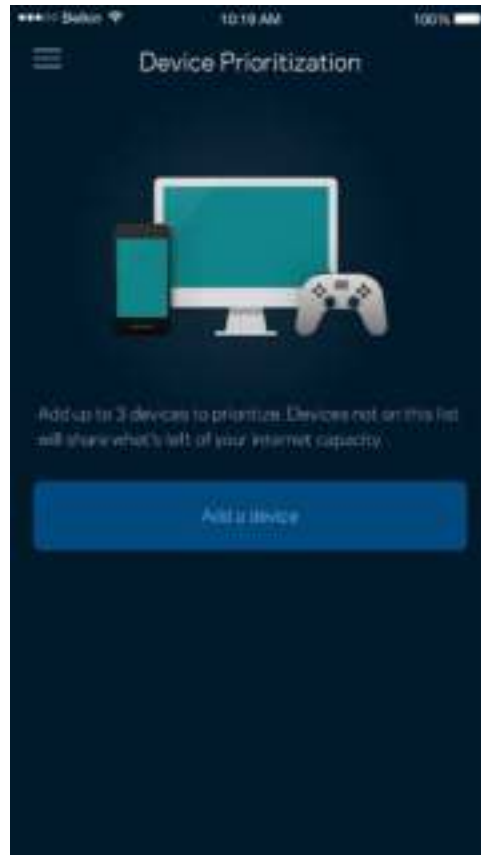 Belkin 10:19 AM 100%
Device Prioritization
Add up to 3 devices to prioritize. Devices not on this list
will share what's left of your internet capacity.
Add a device